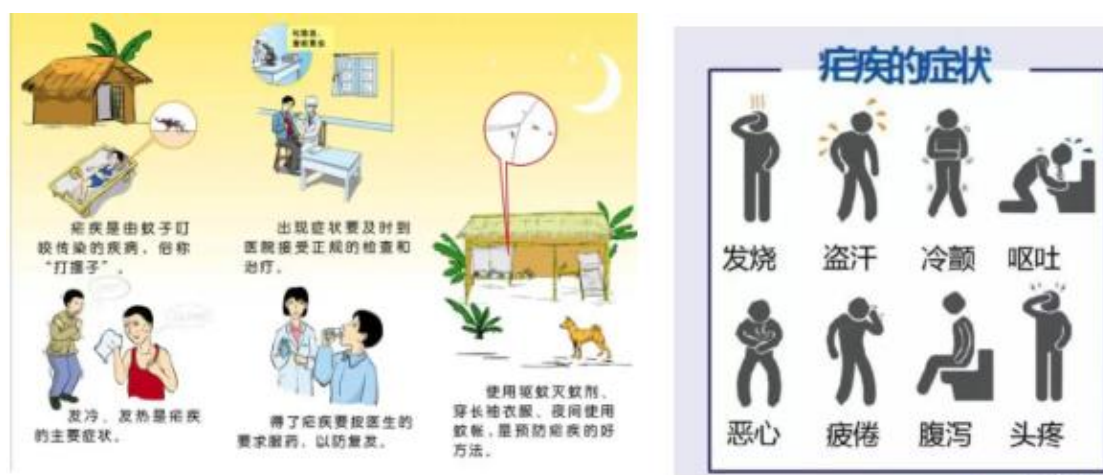 疟疾是由蚊子叮
咬传染的疾病，俗称
“打摆子”。
出现症状要及时到
医院接受正规的检查和
治疗。
发冷、发热是疟疾
的主要症状。
得了疟疾要按医生的
要求服药，以防复发。
使用驱蚊灭蚊剂、
穿长袖衣服、夜间使用
蚊帐，是预防疟疾的好
方法。
疟疾的症状
发烧 盗汗 冷颤 呕吐
恶心 疲倦 腹泻 头疼